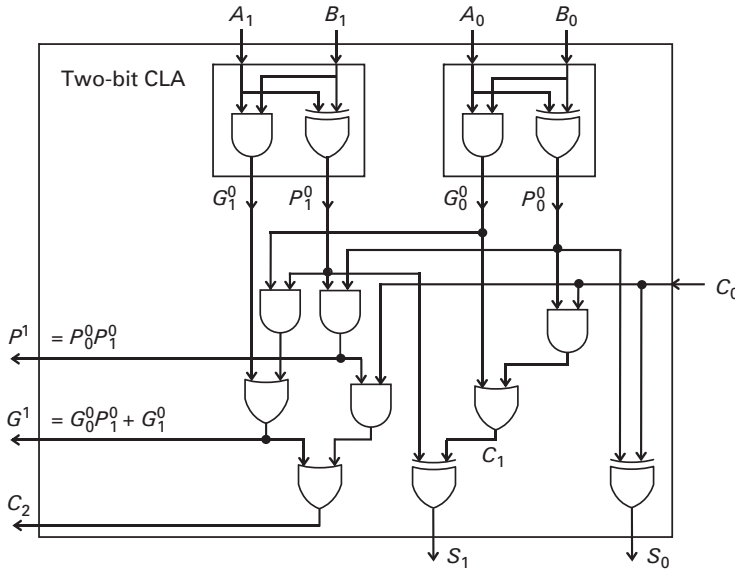 A₁ B₁ A₀ B₀
Two-bit CLA
G₁⁰ P₁⁰ G₀⁰ P₀⁰
C₀
P¹ = P₀⁰P₁⁰
G¹ = G₀⁰P₁⁰ + G₁⁰
C₁
C₂
S₁ S₀